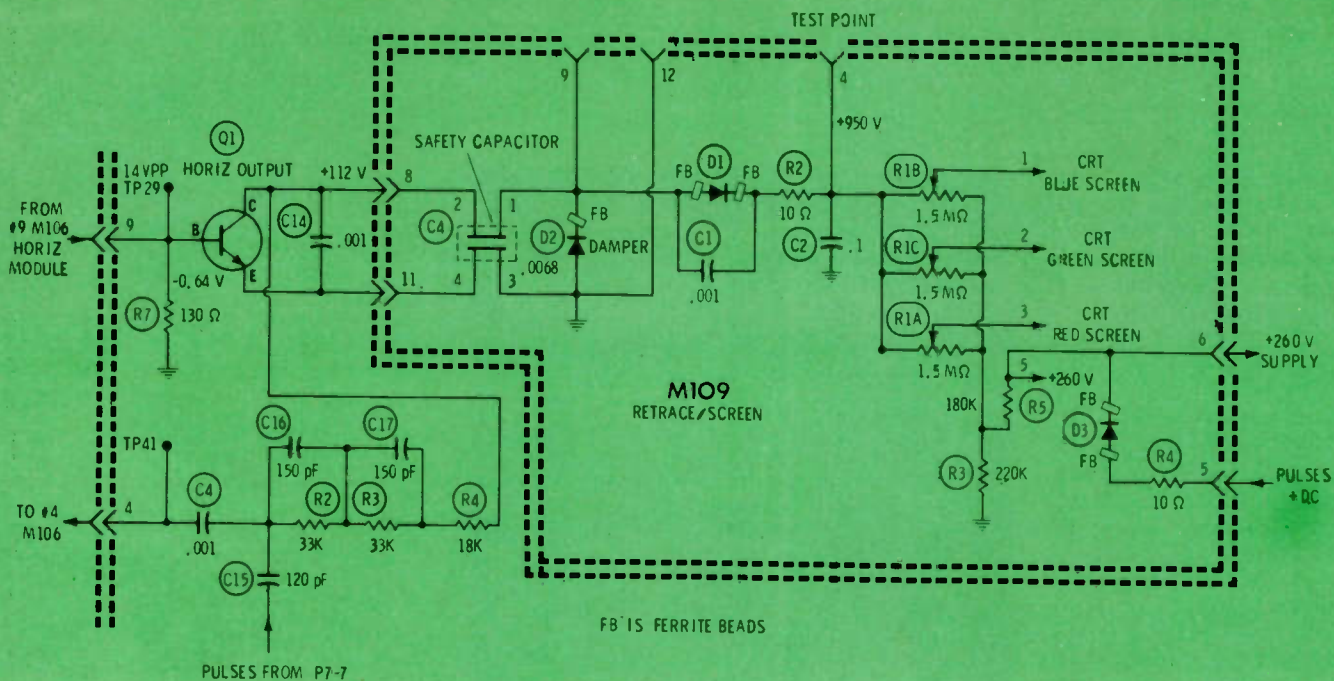 TEST POINT
9
12
4
+950 V
Q1
HORIZ OUTPUT
SAFETY CAPACITOR
14VPP
TP29
+112 V
8
FROM
#9 M106
HORIZ
MODULE
9
B
C
E
-0.64 V
R7
130 Ω
C14
.001
11
2
1
C4
4
3
.0068
D2
FB
DAMPER
FB
D1
FB
C1
.001
R2
10 Ω
C2
.1
R1B
1.5 MΩ
1
CRT
BLUE SCREEN
R1C
1.5 MΩ
2
CRT
GREEN SCREEN
R1A
1.5 MΩ
3
CRT
RED SCREEN
M109
RETRACE/SCREEN
6
+260 V
SUPPLY
5
+260 V
180K
R5
FB
D3
FB
R4
10 Ω
5
PULSES
+ DC
R3
220K
TP41
C16
150 pF
C17
150 pF
TO #4
M106
4
C4
.001
R2
33K
R3
33K
R4
18K
C15
120 pF
FB IS FERRITE BEADS
PULSES FROM P7-7